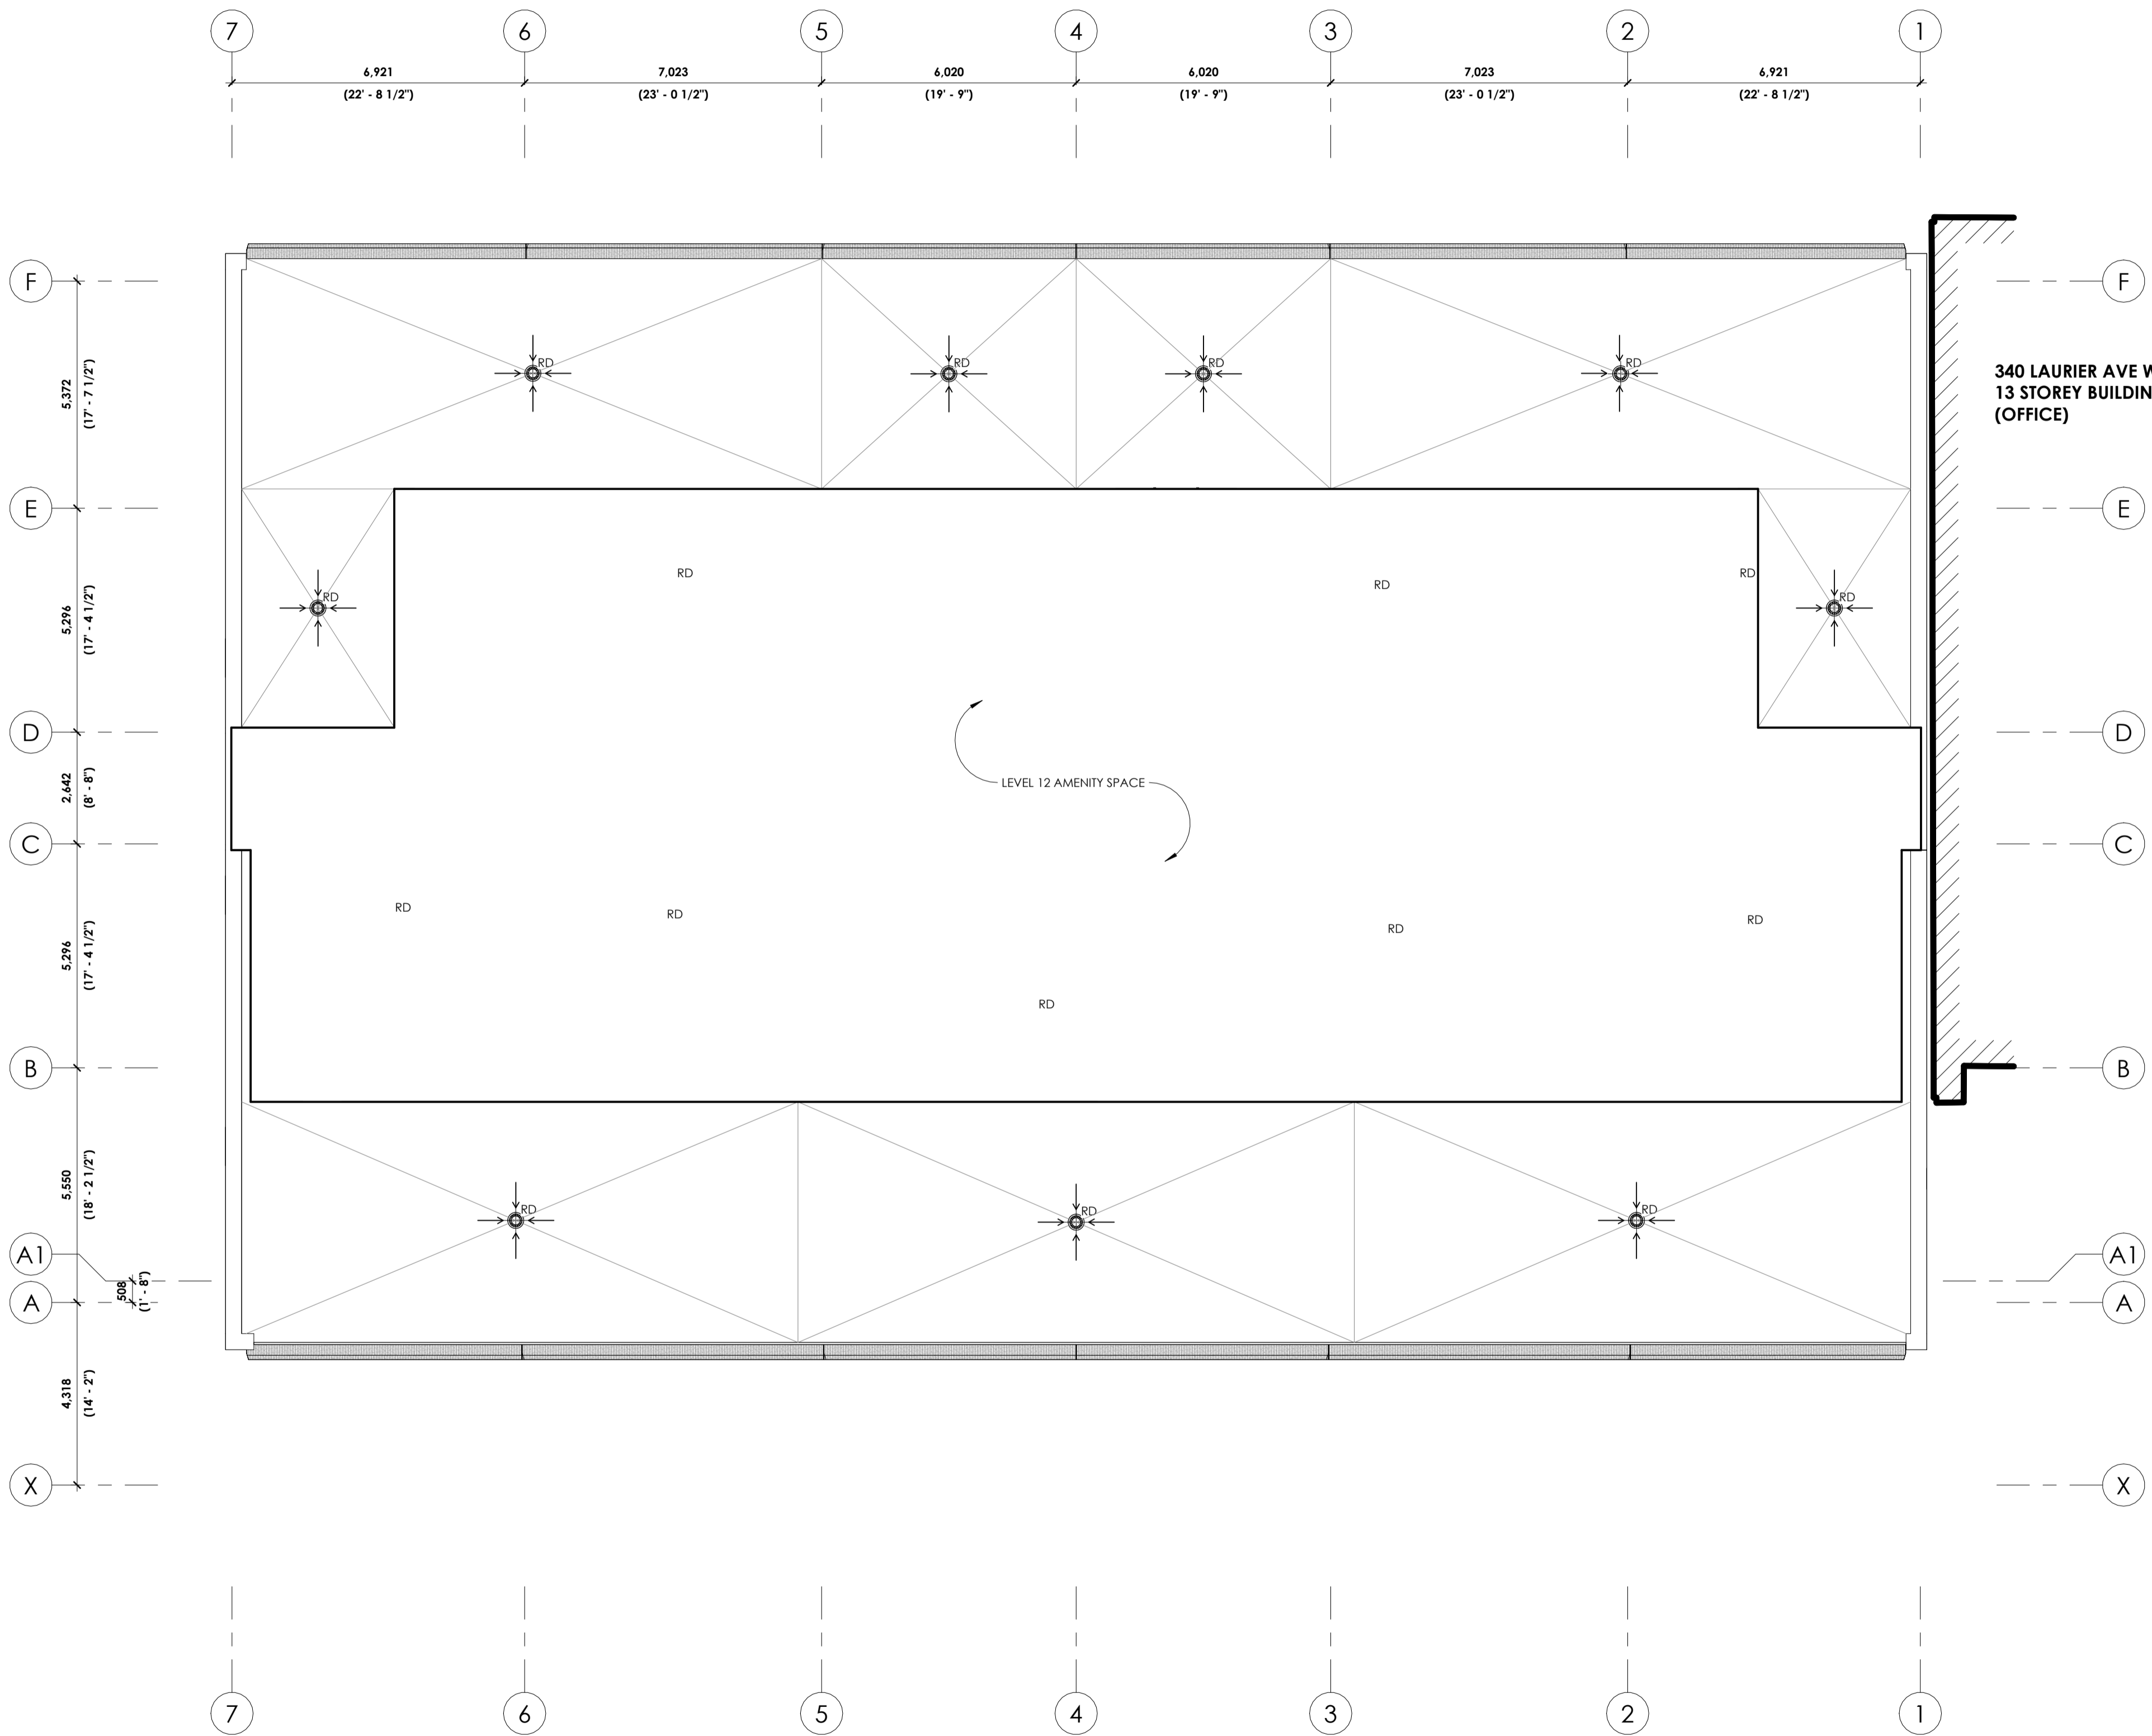 7 6 5 4 3 2 1
6,921 7,023 6,020 6,020 7,023 6,921
(22' - 8 1/2") (23' - 0 1/2") (19' - 9") (19' - 9") (23' - 0 1/2") (22' - 8 1/2")
F F
RD RD RD RD
5,372
(17' - 7 1/2")
340 LAURIER AVE W
13 STOREY BUILDIN
(OFFICE)
E E
RD RD RD
RD RD
5,296
(17' - 4 1/2")
D D
2,642
(8' - 8")
LEVEL 12 AMENITY SPACE
C C
RD RD RD RD
5,296
(17' - 4 1/2")
RD
B B
5,550
(18' - 2 1/2")
RD RD RD
A1 A1
508
(1' - 8")
A A
4,318
(14' - 2")
X X
7 6 5 4 3 2 1